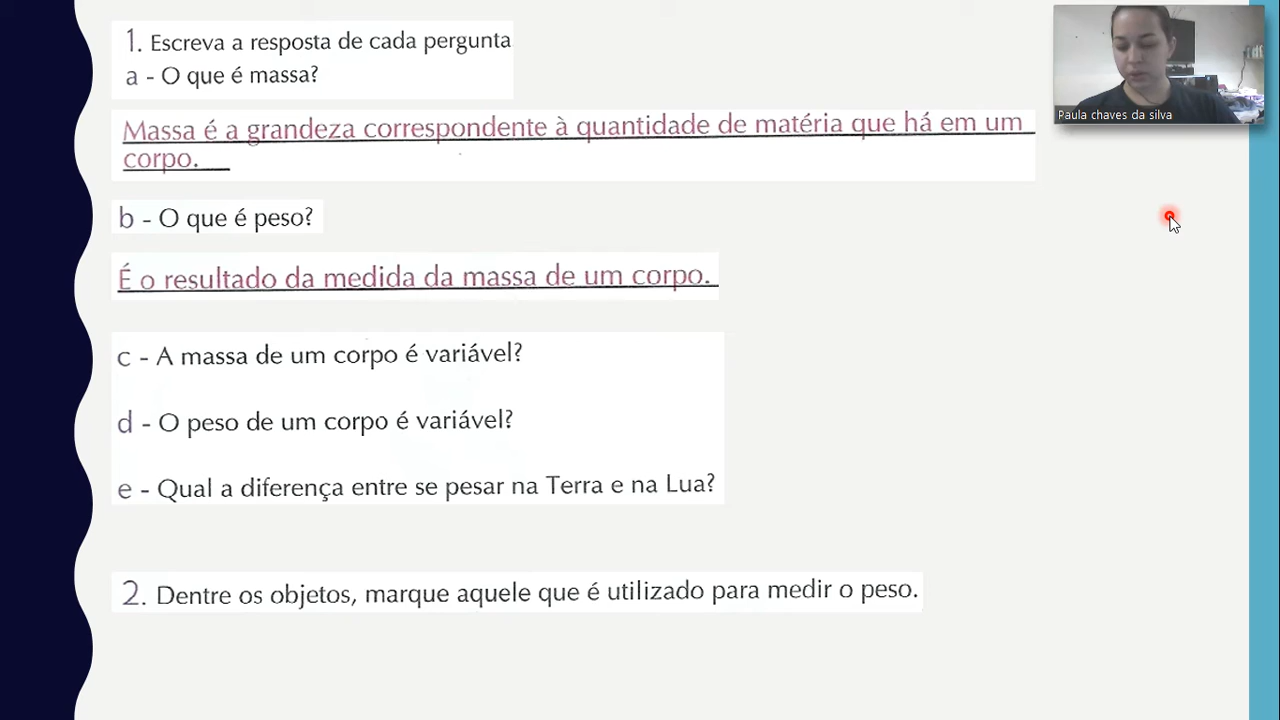 1. Escreva a resposta de cada pergunta
a - O que é massa?
Massa é a grandeza correspondente à quantidade de matéria que há em um
corpo.
b - O que é peso?
É o resultado da medida da massa de um corpo.
c - A massa de um corpo é variável?
d - O peso de um corpo é variável?
e - Qual a diferença entre se pesar na Terra e na Lua?
2. Dentre os objetos, marque aquele que é utilizado para medir o peso.
Paula chaves da silva